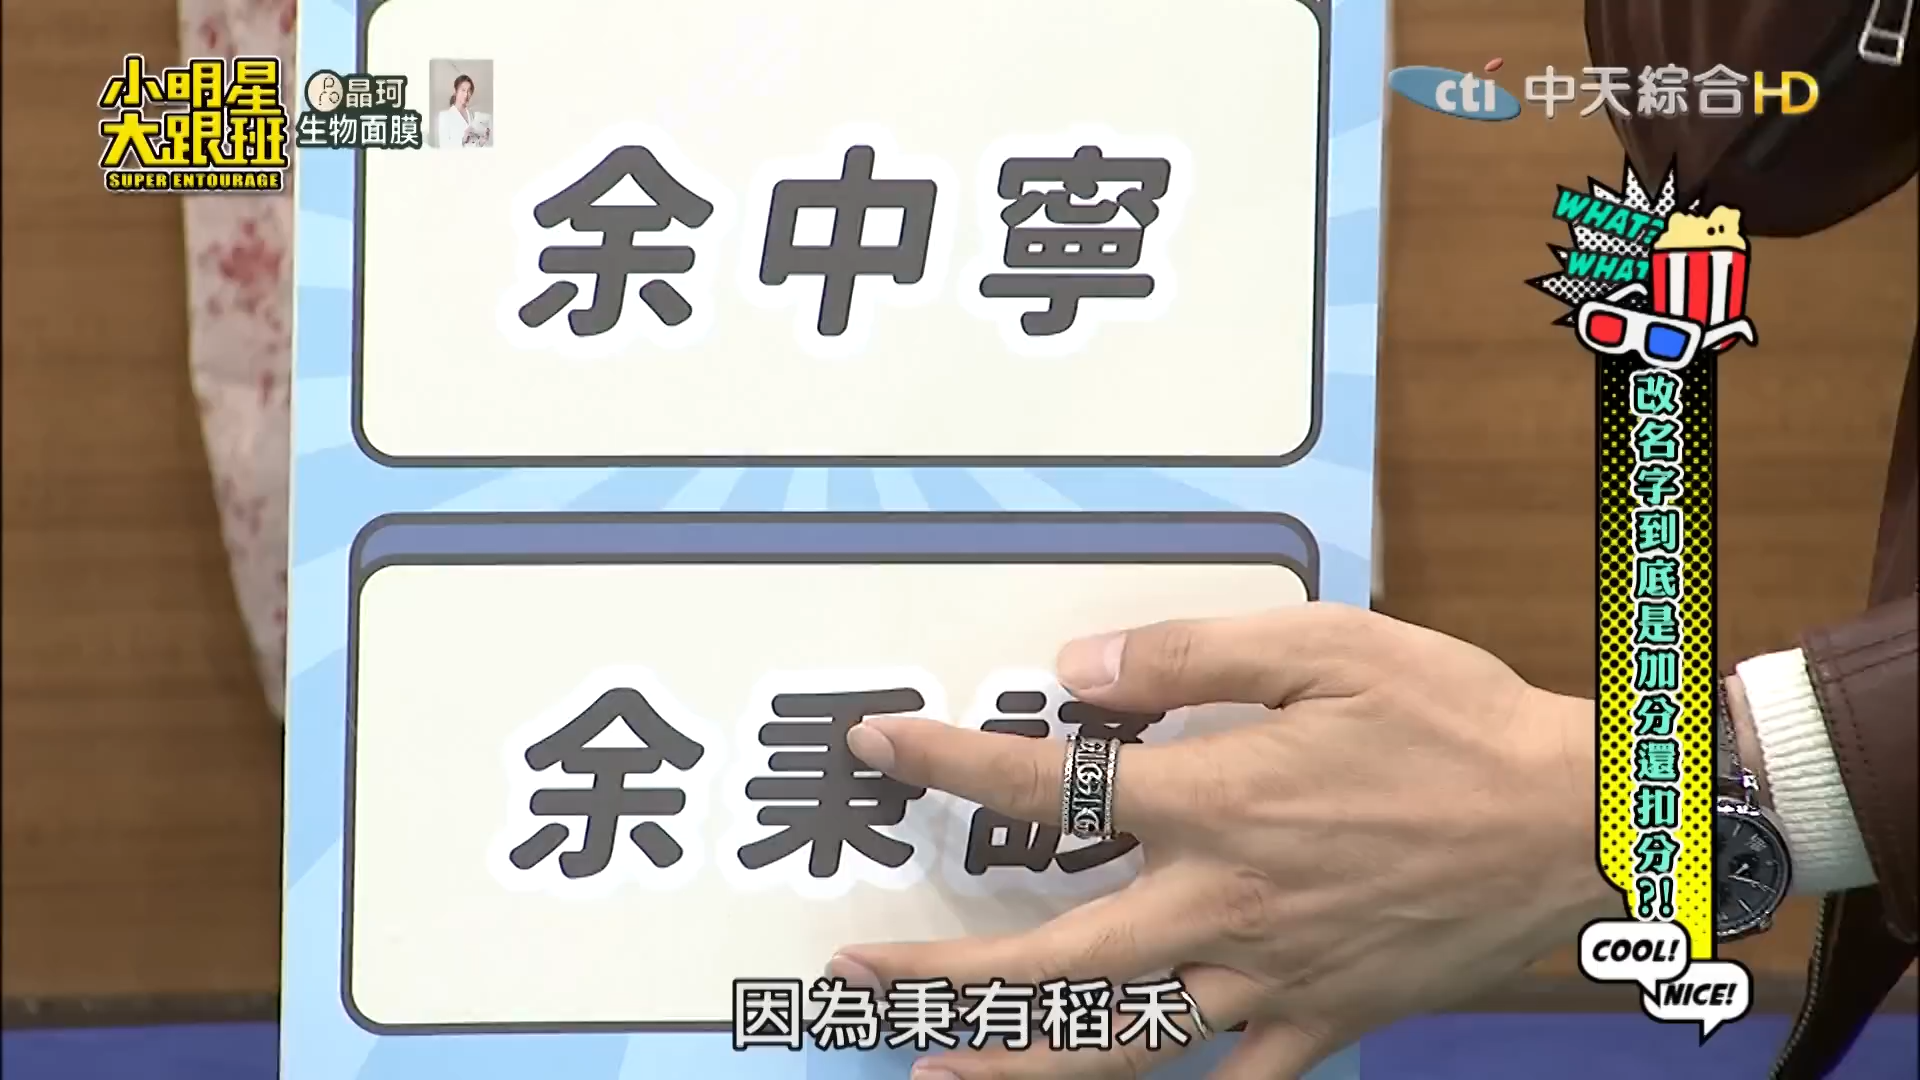 小明星
大跟班
SUPER ENTOURAGE
晶珂
生物面膜
cti 中天綜合HD
余中寧
WHAT?
WHAT
改名字到底是加分還扣分?!
余秉
COOL!
NICE!
因為秉有稻禾